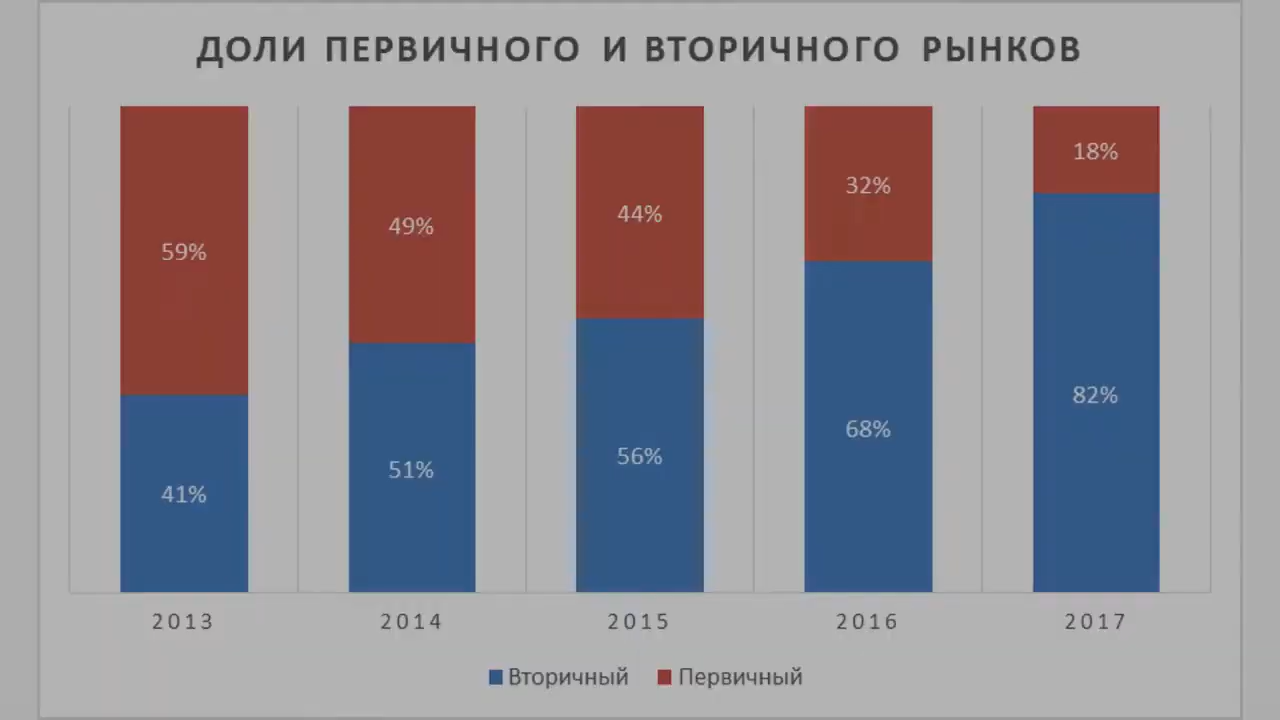 ДОЛИ ПЕРВИЧНОГО И ВТОРИЧНОГО РЫНКОВ
59% 49% 44% 32% 18%
41% 51% 56% 68% 82%
2013 2014 2015 2016 2017
Вторичный Первичный